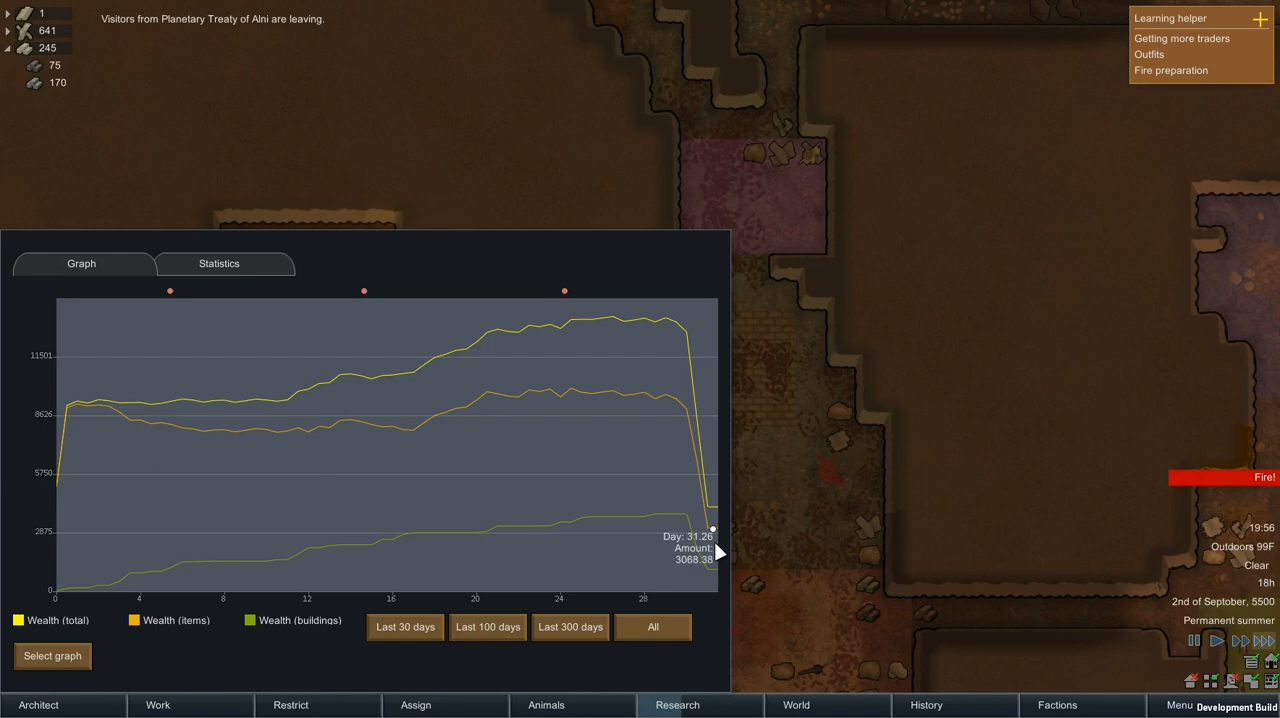 1
641
245
75
170
Visitors from Planetary Treaty of Alni are leaving.
Learning helper
Getting more traders
Outfits
Fire preparation
Graph
Statistics
11501
8626
5750
2875
0
0 4 8 12 16 20 24 28
Day: 31.26
Amount:
3068.38
Wealth (total)
Wealth (items)
Wealth (buildings)
Last 30 days
Last 100 days
Last 300 days
All
Select graph
Fire!
19:56
Outdoors 99F
Clear
18h
2nd of Septober, 5500
Permanent summer
Architect
Work
Restrict
Assign
Animals
Research
World
History
Factions
Menu
Development Build